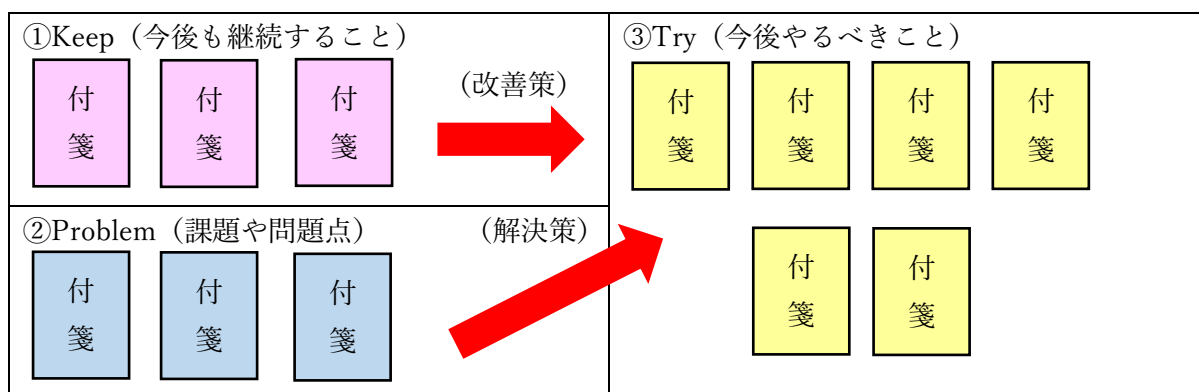 ①Keep（今後も継続すること）
付箋
付箋
付箋
（改善策）
②Problem（課題や問題点）
（解決策）
付箋
付箋
付箋
③Try（今後やるべきこと）
付箋
付箋
付箋
付箋
付箋
付箋